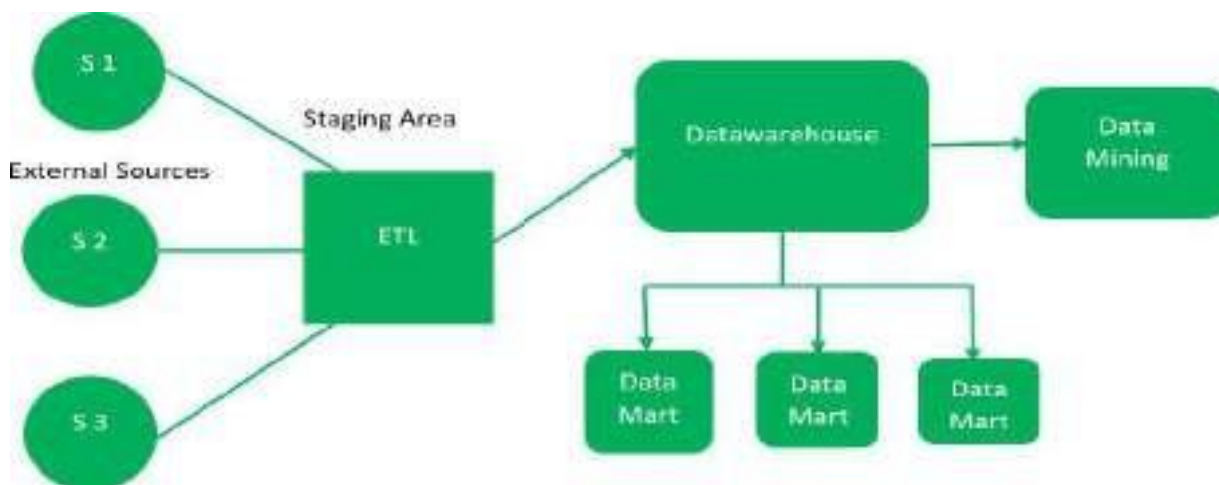 S 1
Staging Area
External Sources
S 2
ETL
S 3
Datawarehouse
Data
Mining
Data
Mart
Data
Mart
Data
Mart